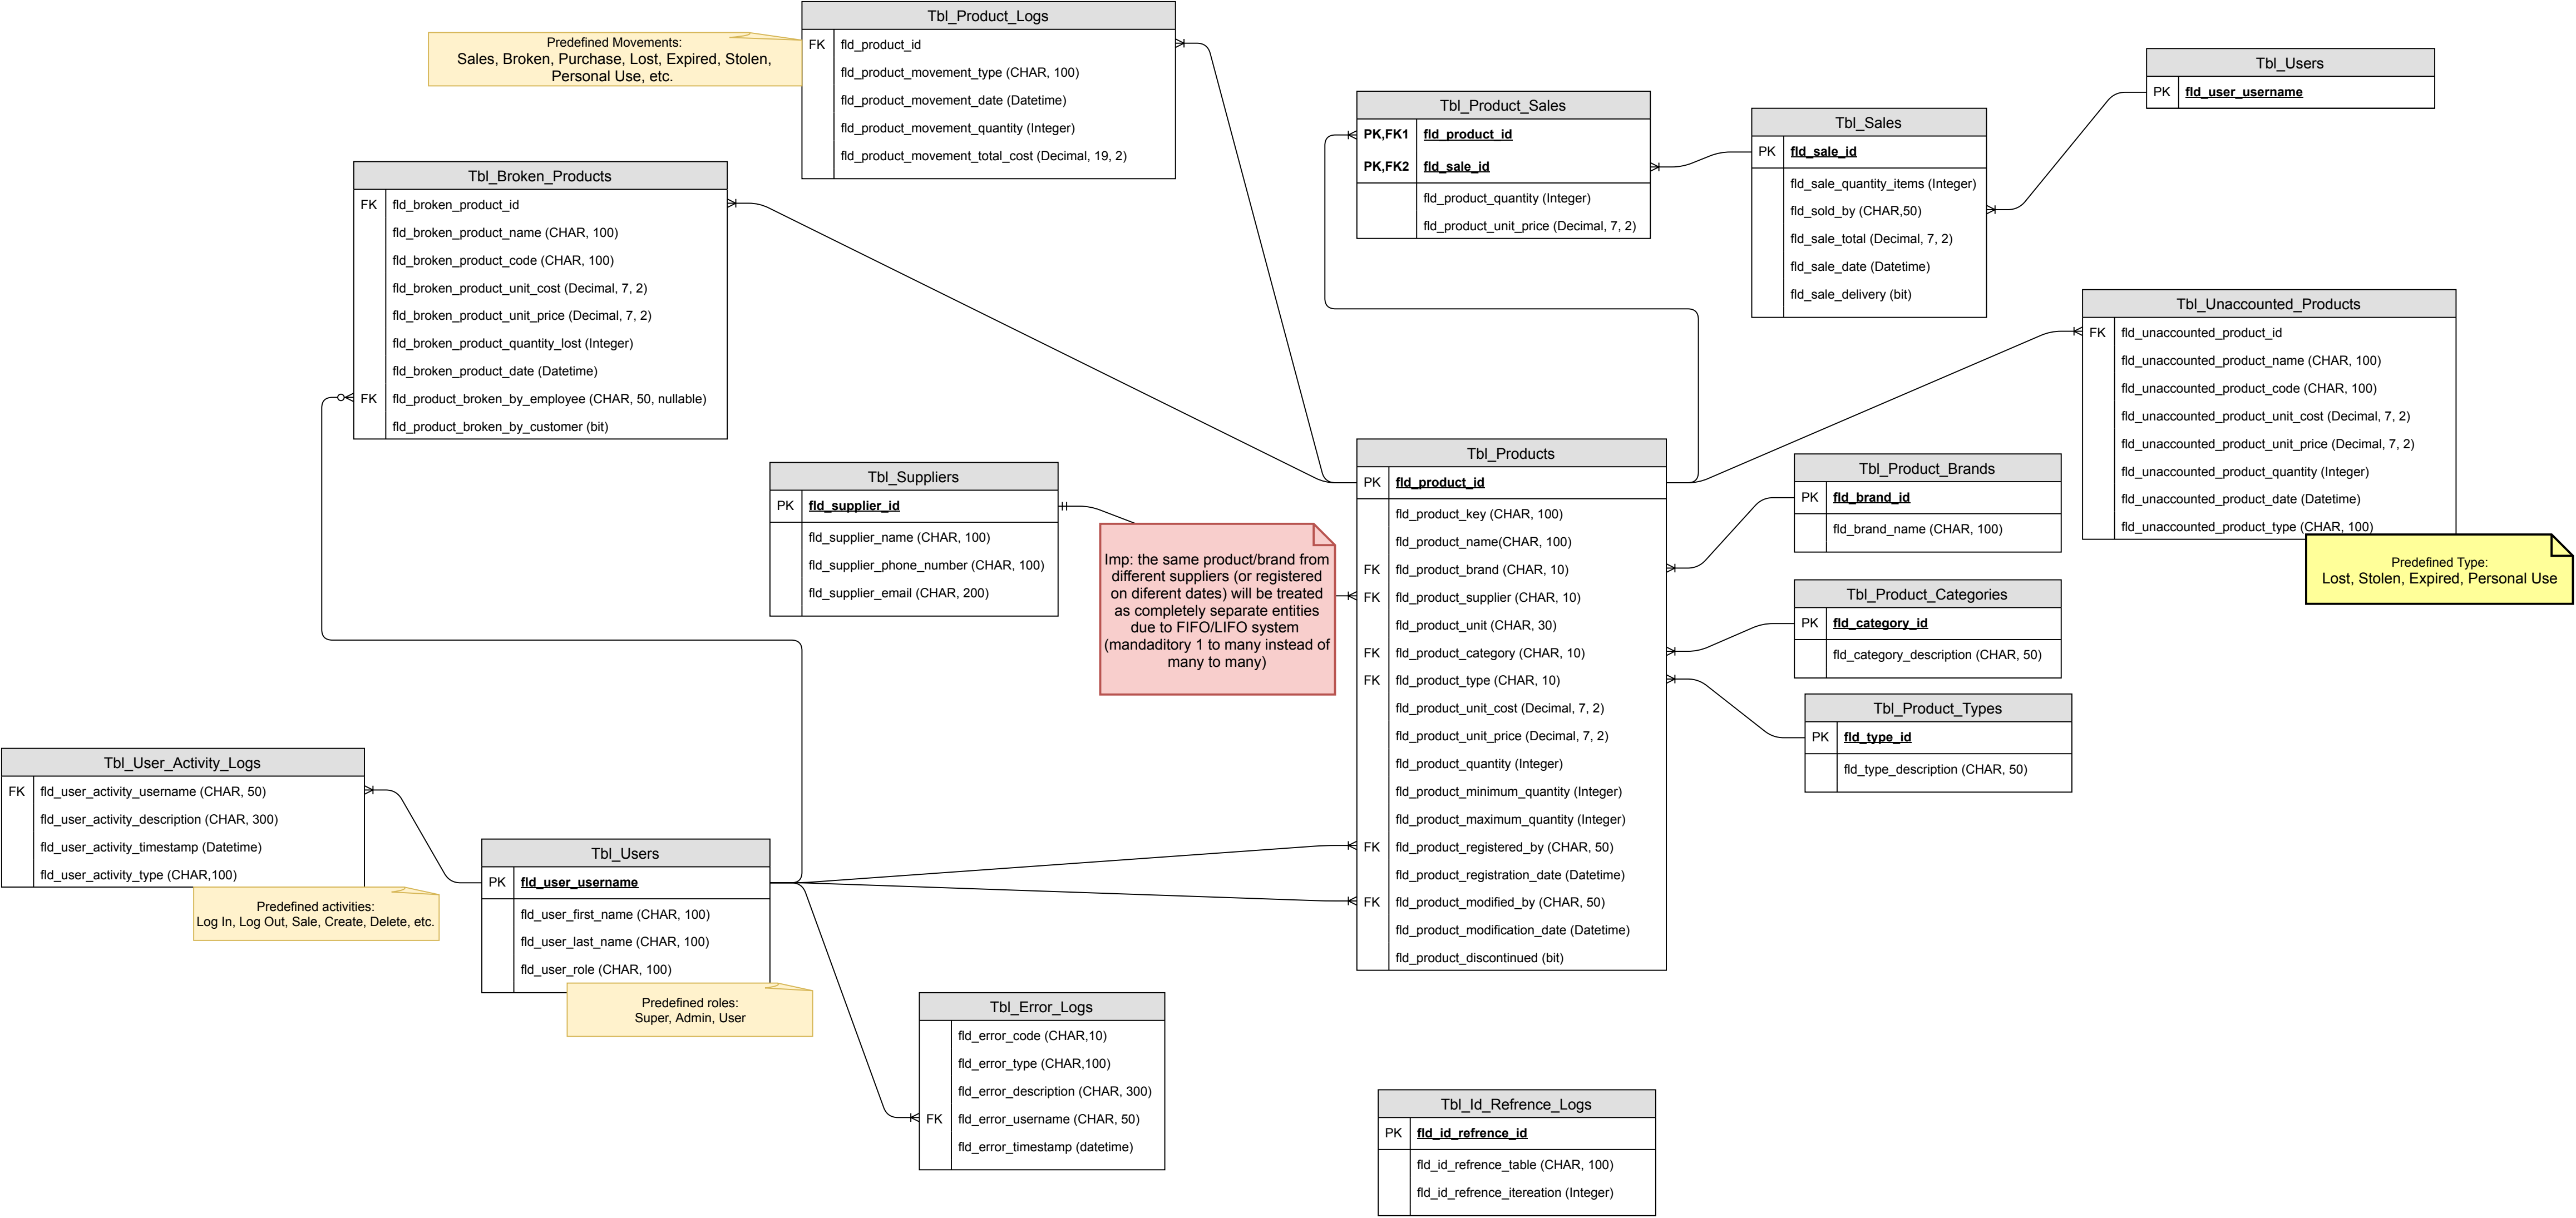 Tbl_Product_Logs
FK fld_product_id
fld_product_movement_type (CHAR, 100)
fld_product_movement_date (Datetime)
fld_product_movement_quantity (Integer)
fld_product_movement_total_cost (Decimal, 19, 2)
Predefined Movements:
Sales, Broken, Purchase, Lost, Expired, Stolen,
Personal Use, etc.
Tbl_Users
PK fld_user_username
Tbl_Product_Sales
PK,FK1 fld_product_id
PK,FK2 fld_sale_id
fld_product_quantity (Integer)
fld_product_unit_price (Decimal, 7, 2)
Tbl_Sales
PK fld_sale_id
fld_sale_quantity_items (Integer)
fld_sold_by (CHAR,50)
fld_sale_total (Decimal, 7, 2)
fld_sale_date (Datetime)
fld_sale_delivery (bit)
Tbl_Broken_Products
FK fld_broken_product_id
fld_broken_product_name (CHAR, 100)
fld_broken_product_code (CHAR, 100)
fld_broken_product_unit_cost (Decimal, 7, 2)
fld_broken_product_unit_price (Decimal, 7, 2)
fld_broken_product_quantity_lost (Integer)
fld_broken_product_date (Datetime)
FK fld_product_broken_by_employee (CHAR, 50, nullable)
fld_product_broken_by_customer (bit)
Tbl_Unaccounted_Products
FK fld_unaccounted_product_id
fld_unaccounted_product_name (CHAR, 100)
fld_unaccounted_product_code (CHAR, 100)
fld_unaccounted_product_unit_cost (Decimal, 7, 2)
fld_unaccounted_product_unit_price (Decimal, 7, 2)
fld_unaccounted_product_quantity (Integer)
fld_unaccounted_product_date (Datetime)
fld_unaccounted_product_type (CHAR, 100)
Predefined Type:
Lost, Stolen, Expired, Personal Use
Tbl_Suppliers
PK fld_supplier_id
fld_supplier_name (CHAR, 100)
fld_supplier_phone_number (CHAR, 100)
fld_supplier_email (CHAR, 200)
Imp: the same product/brand from
different suppliers (or registered
on diferent dates) will be treated
as completely separate entities
due to FIFO/LIFO system
(mandaditory 1 to many instead of
many to many)
Tbl_Products
PK fld_product_id
fld_product_key (CHAR, 100)
fld_product_name(CHAR, 100)
FK fld_product_brand (CHAR, 10)
FK fld_product_supplier (CHAR, 10)
fld_product_unit (CHAR, 30)
FK fld_product_category (CHAR, 10)
FK fld_product_type (CHAR, 10)
fld_product_unit_cost (Decimal, 7, 2)
fld_product_unit_price (Decimal, 7, 2)
fld_product_quantity (Integer)
fld_product_minimum_quantity (Integer)
fld_product_maximum_quantity (Integer)
FK fld_product_registered_by (CHAR, 50)
fld_product_registration_date (Datetime)
FK fld_product_modified_by (CHAR, 50)
fld_product_modification_date (Datetime)
fld_product_discontinued (bit)
Tbl_Product_Brands
PK fld_brand_id
fld_brand_name (CHAR, 100)
Tbl_Product_Categories
PK fld_category_id
fld_category_description (CHAR, 50)
Tbl_Product_Types
PK fld_type_id
fld_type_description (CHAR, 50)
Tbl_User_Activity_Logs
FK fld_user_activity_username (CHAR, 50)
fld_user_activity_description (CHAR, 300)
fld_user_activity_timestamp (Datetime)
fld_user_activity_type (CHAR,100)
Predefined activities:
Log In, Log Out, Sale, Create, Delete, etc.
Tbl_Users
PK fld_user_username
fld_user_first_name (CHAR, 100)
fld_user_last_name (CHAR, 100)
fld_user_role (CHAR, 100)
Predefined roles:
Super, Admin, User
Tbl_Error_Logs
fld_error_code (CHAR,10)
fld_error_type (CHAR,100)
fld_error_description (CHAR, 300)
FK fld_error_username (CHAR, 50)
fld_error_timestamp (datetime)
Tbl_Id_Refrence_Logs
PK fld_id_refrence_id
fld_id_refrence_table (CHAR, 100)
fld_id_refrence_itereation (Integer)